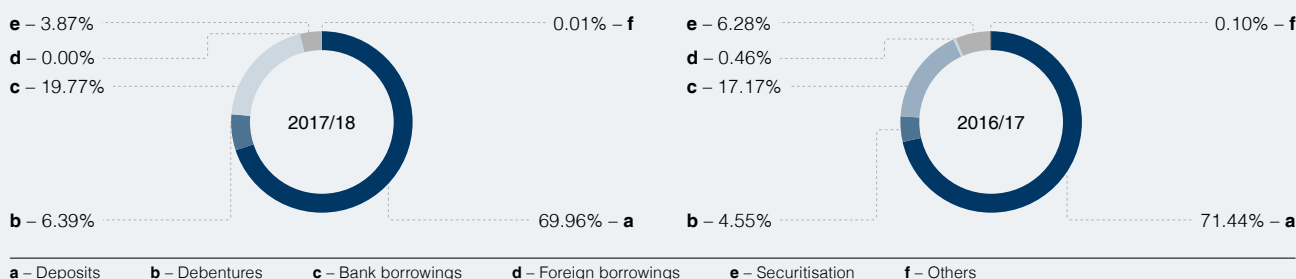 e – 3.87%
0.01% – f
d – 0.00%
c – 19.77%
2017/18
b – 6.39%
69.96% – a
e – 6.28%
0.10% – f
d – 0.46%
c – 17.17%
2016/17
b – 4.55%
71.44% – a
a – Deposits b – Debentures c – Bank borrowings d – Foreign borrowings e – Securitisation f – Others